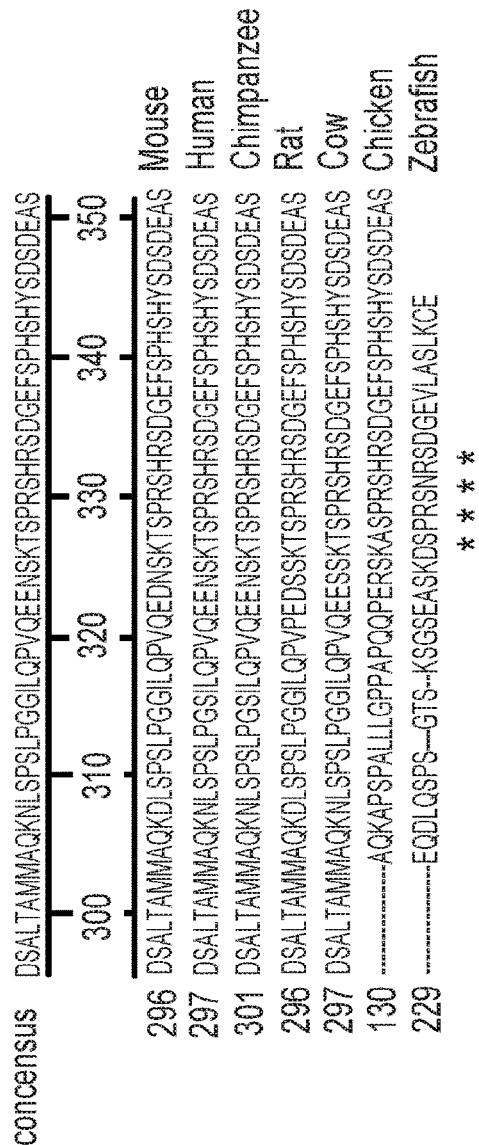 concensus DSALTAMMAQKNLSPSLPGGILQPVQEENSKTSPRSHRSDGEFSPHSHYSDSDEAS
300 310 320 330 340 350
296 DSALTAMMAQKDLSPSLPGGILQPVQEDNSKTSPRSHRSDGEFSPHSHYSDSDEAS Mouse
297 DSALTAMMAQKNLSPSLPGSILQPVQEENSKTSPRSHRSDGEFSPHSHYSDSDEAS Human
301 DSALTAMMAQKNLSPSLPGSILQPVQEENSKTSPRSHRSDGEFSPHSHYSDSDEAS Chimpanzee
296 DSALTAMMAQKDLSPSLPGGILQPVPEDSSKTSPRSHRSDGEFSPHSHYSDSDEAS Rat
297 DSALTAMMAQKNLSPSLPGGILQPVQEESSKTSPRSHRSDGEFSPHSHYSDSDEAS Cow
130 -----------AQKAPSPALLLGPPAPQQPERSKASPRSHRSDGEFSPHSHYSDSDEAS Chicken
229 -----------EQDLQSPS---GTS--KSGSEASKDSPRSNRSDGEVLASLKCE Zebrafish
* * * *